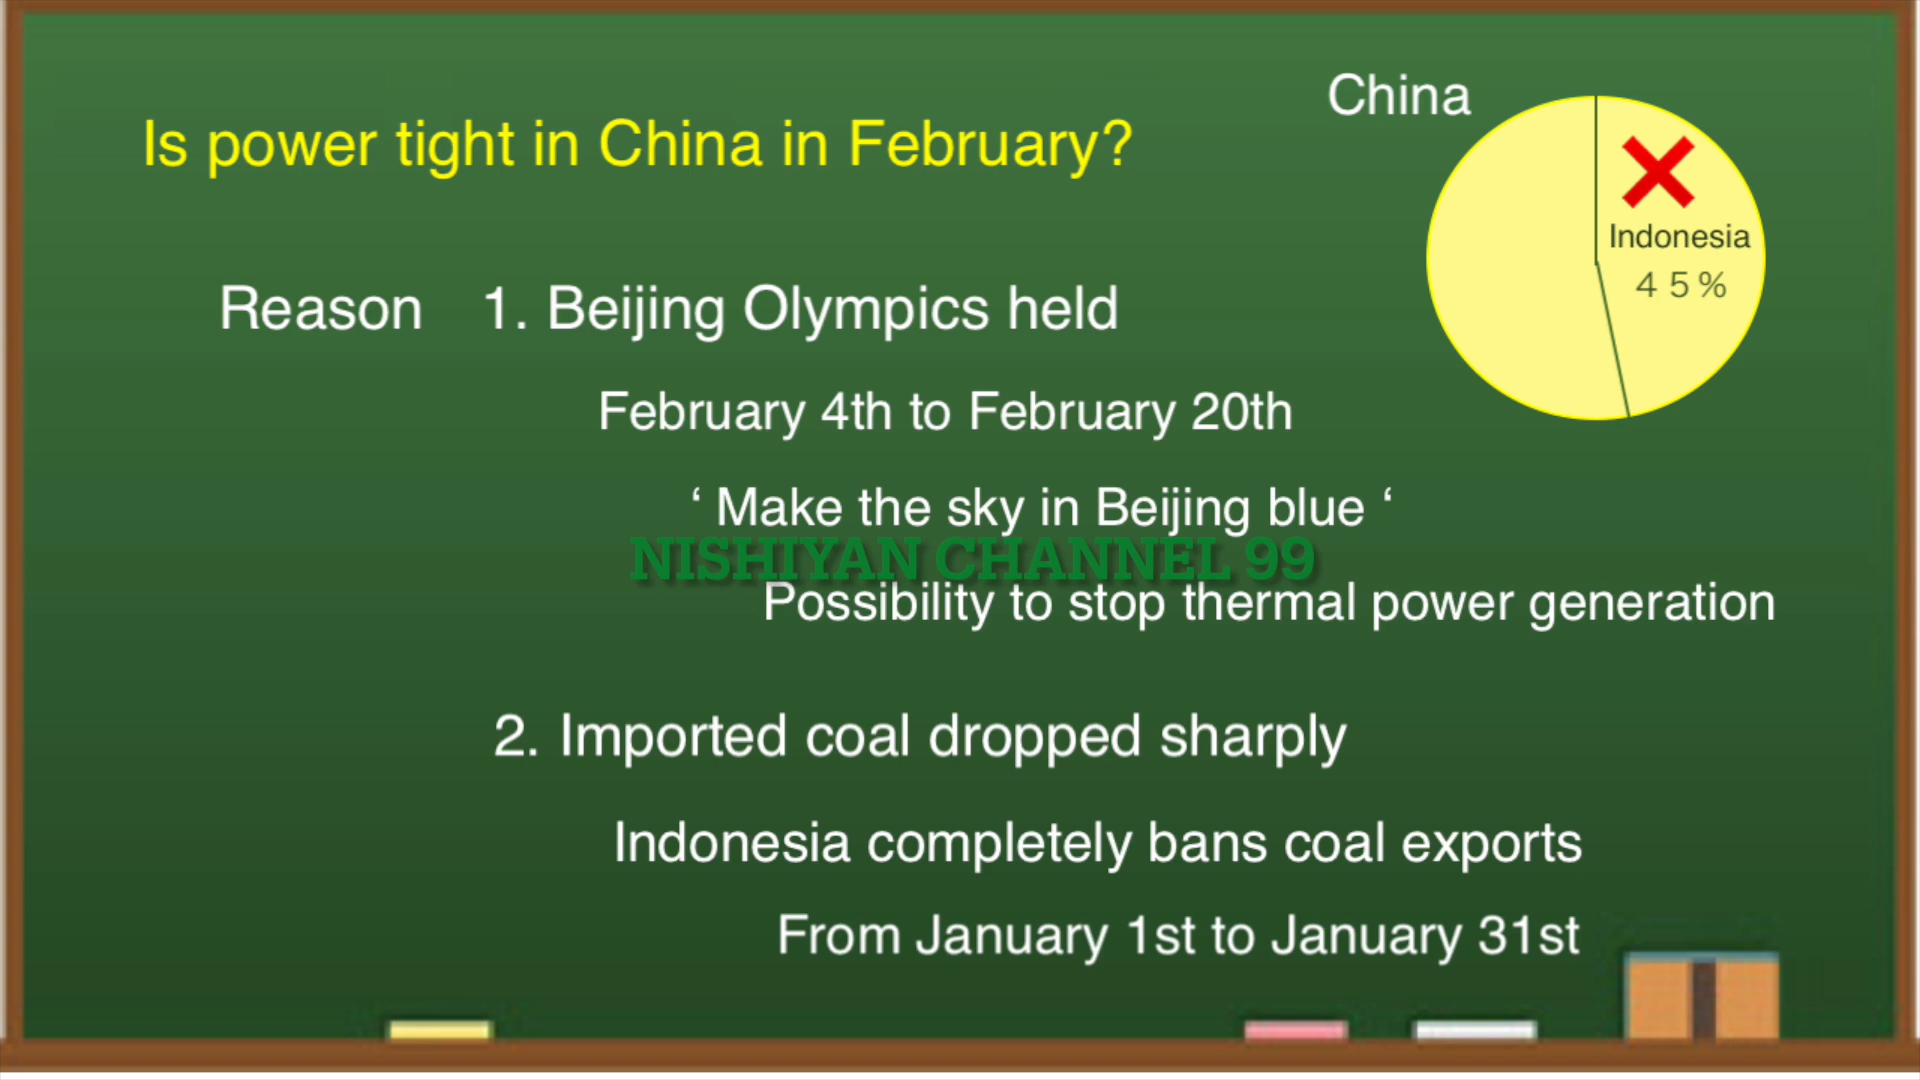 Is power tight in China in February?
China
Indonesia
45%
Reason 1. Beijing Olympics held
February 4th to February 20th
‘ Make the sky in Beijing blue ‘
NISHIYAN CHANNEL 99
Possibility to stop thermal power generation
2. Imported coal dropped sharply
Indonesia completely bans coal exports
From January 1st to January 31st